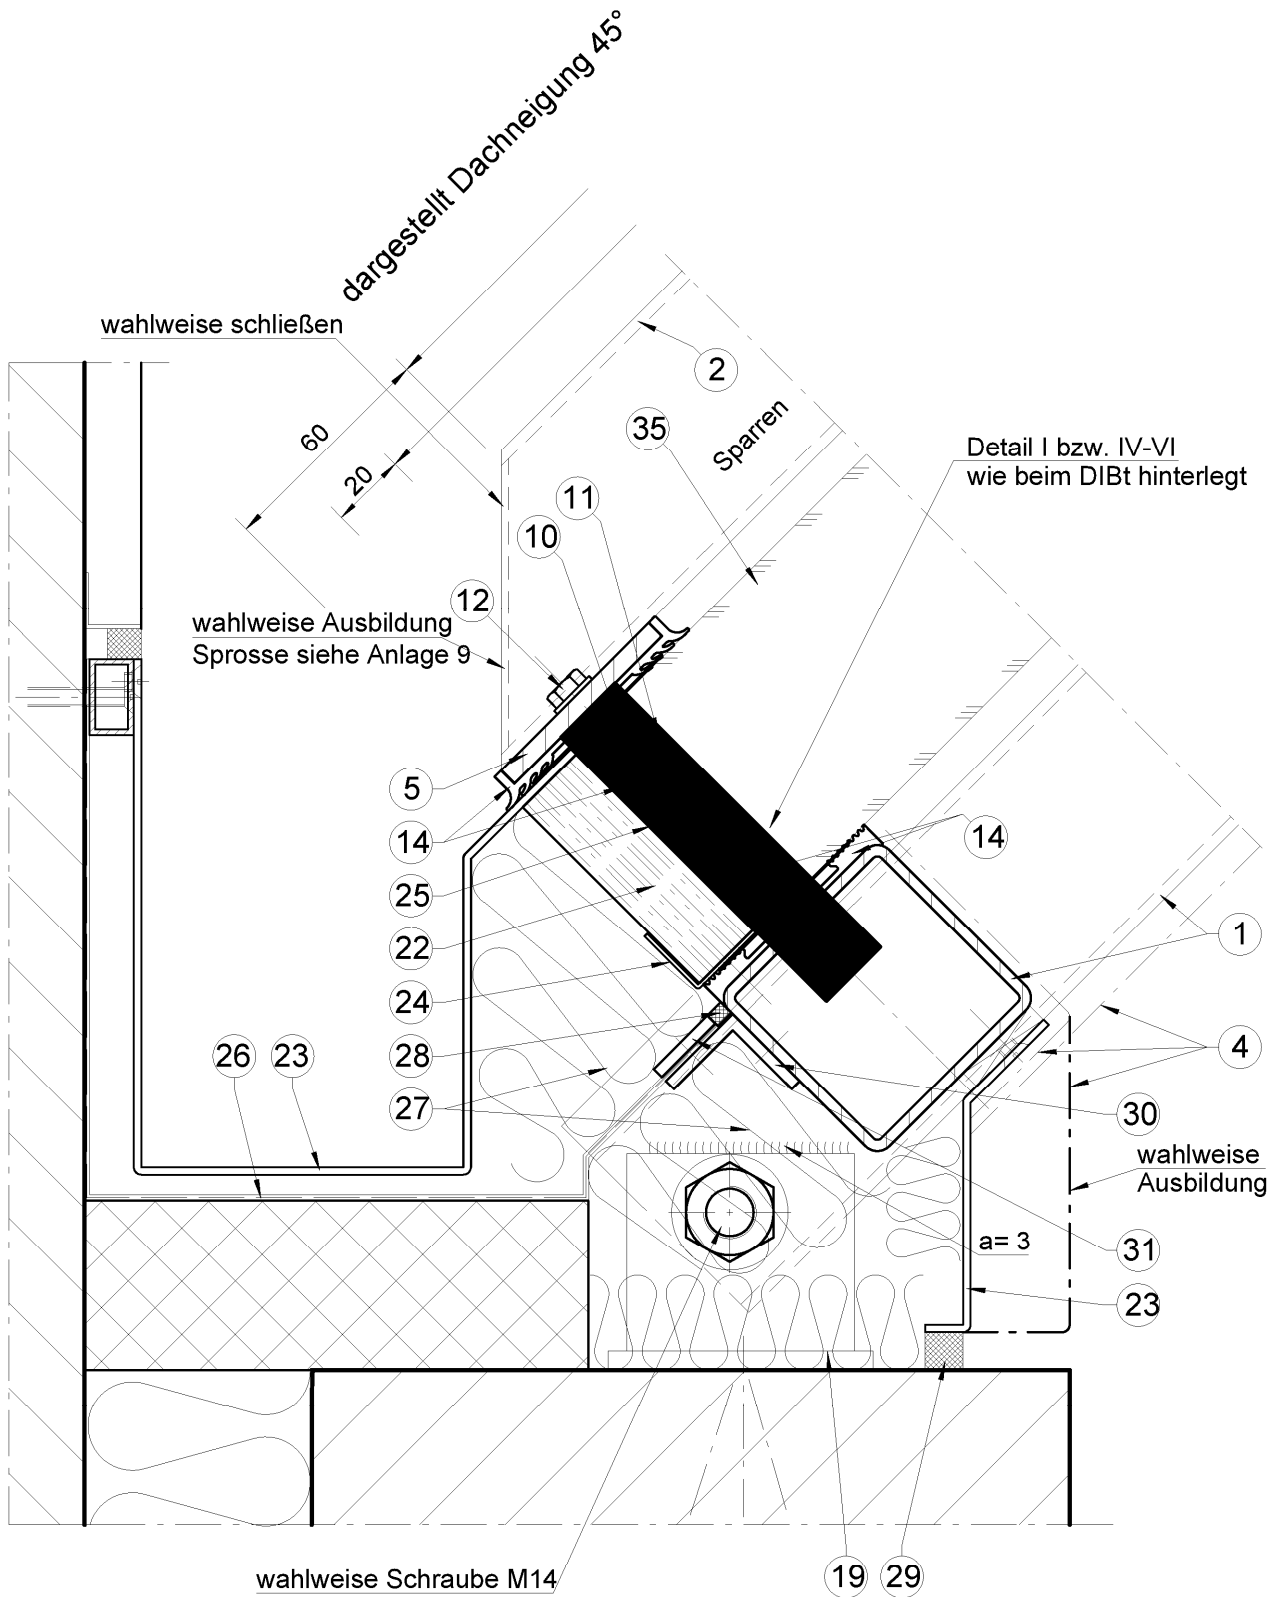 dargestellt Dachneigung 45°
wahlweise schließen
2
60
35
Sparren
Detail I bzw. IV-VI
wie beim DIBt hinterlegt
20
11
10
12
wahlweise Ausbildung
Sprosse siehe Anlage 9
5
14
14
25
22
1
24
28
26
23
4
27
30
wahlweise
Ausbildung
a= 3
31
23
wahlweise Schraube M14
19
29